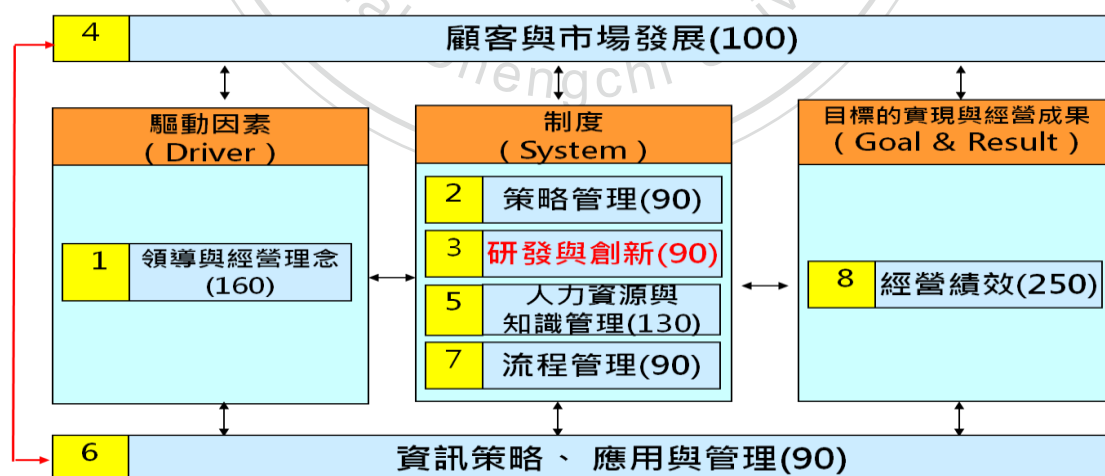 4
顧客與市場發展(100)
驅動因素
( Driver )
1
領導與經營理念
(160)
制度
( System )
2
策略管理(90)
3
研發與創新(90)
5
人力資源與
知識管理(130)
7
流程管理(90)
目標的實現與經營成果
( Goal & Result )
8
經營績效(250)
6
資訊策略、 應用與管理(90)